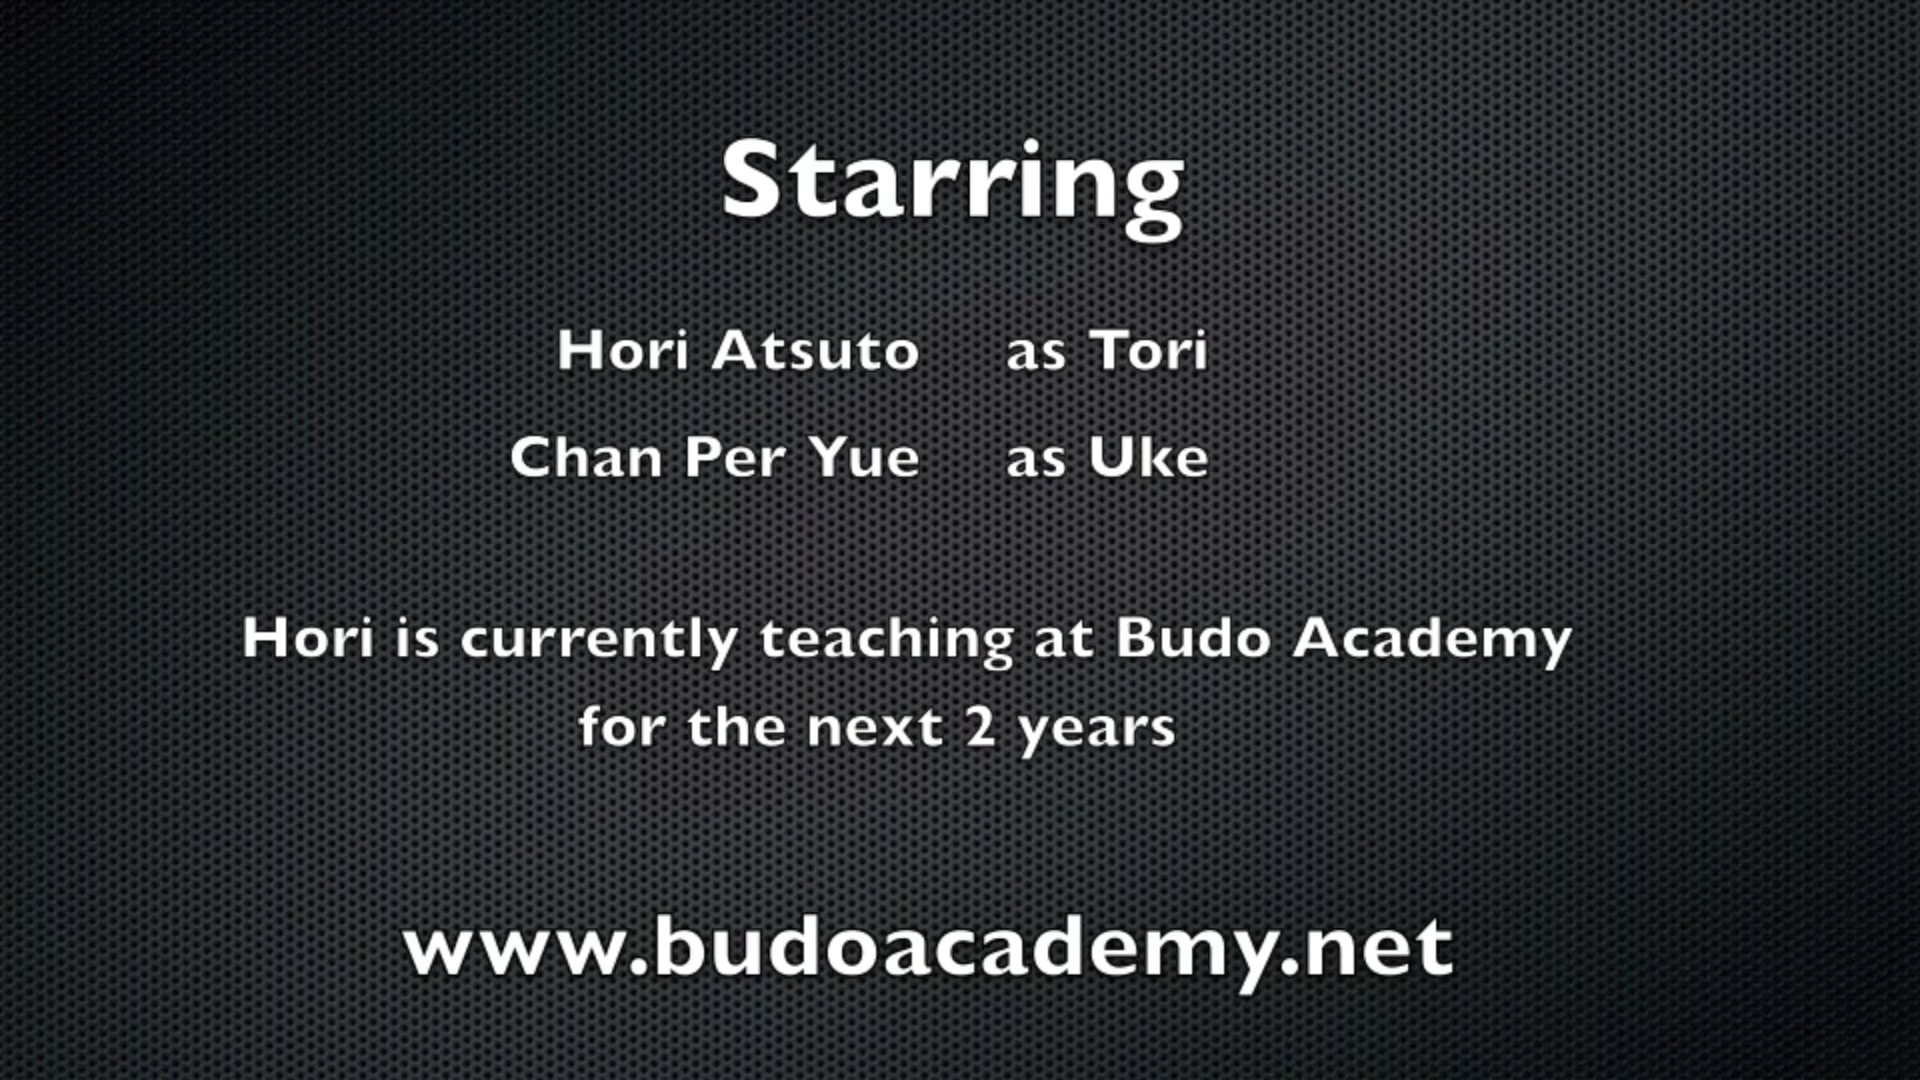 Starring
Hori Atsuto as Tori
Chan Per Yue as Uke
Hori is currently teaching at Budo Academy
for the next 2 years
www.budoacademy.net